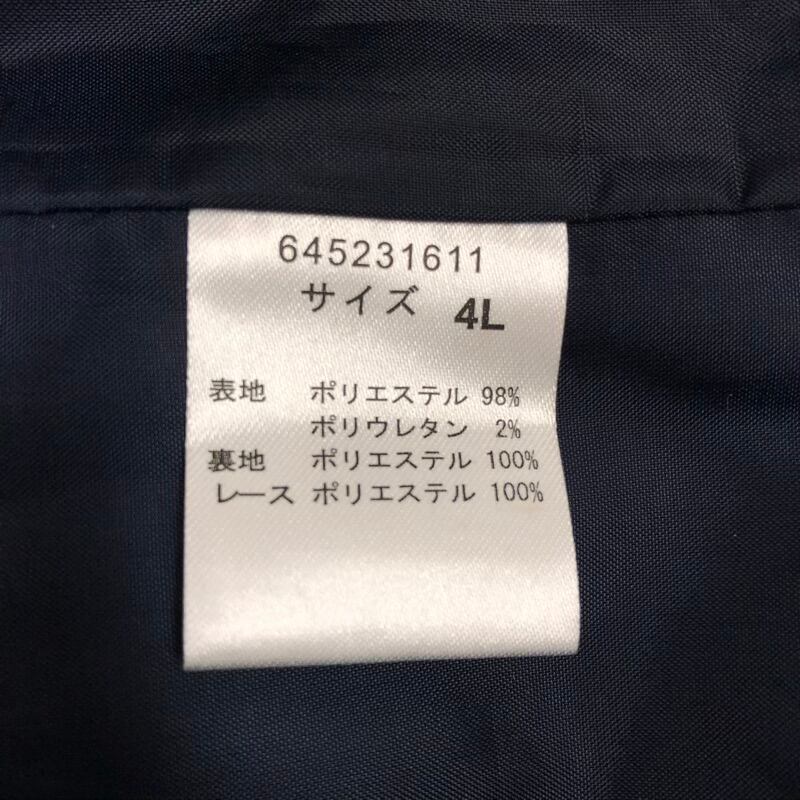 645231611
サイズ 4L
表地 ポリエステル 98%
ポリウレタン 2%
裏地 ポリエステル 100%
レース ポリエステル 100%